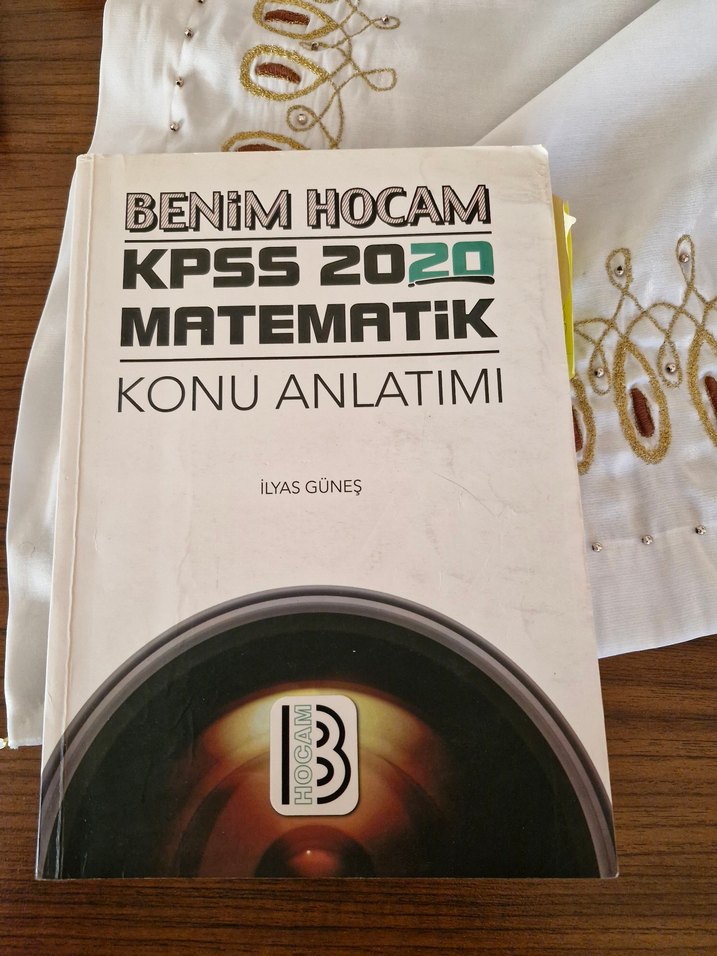 BENİM HOCAM
KPSS 2020
MATEMATİK
KONU ANLATIMI
İLYAS GÜNEŞ
HOCAM
B